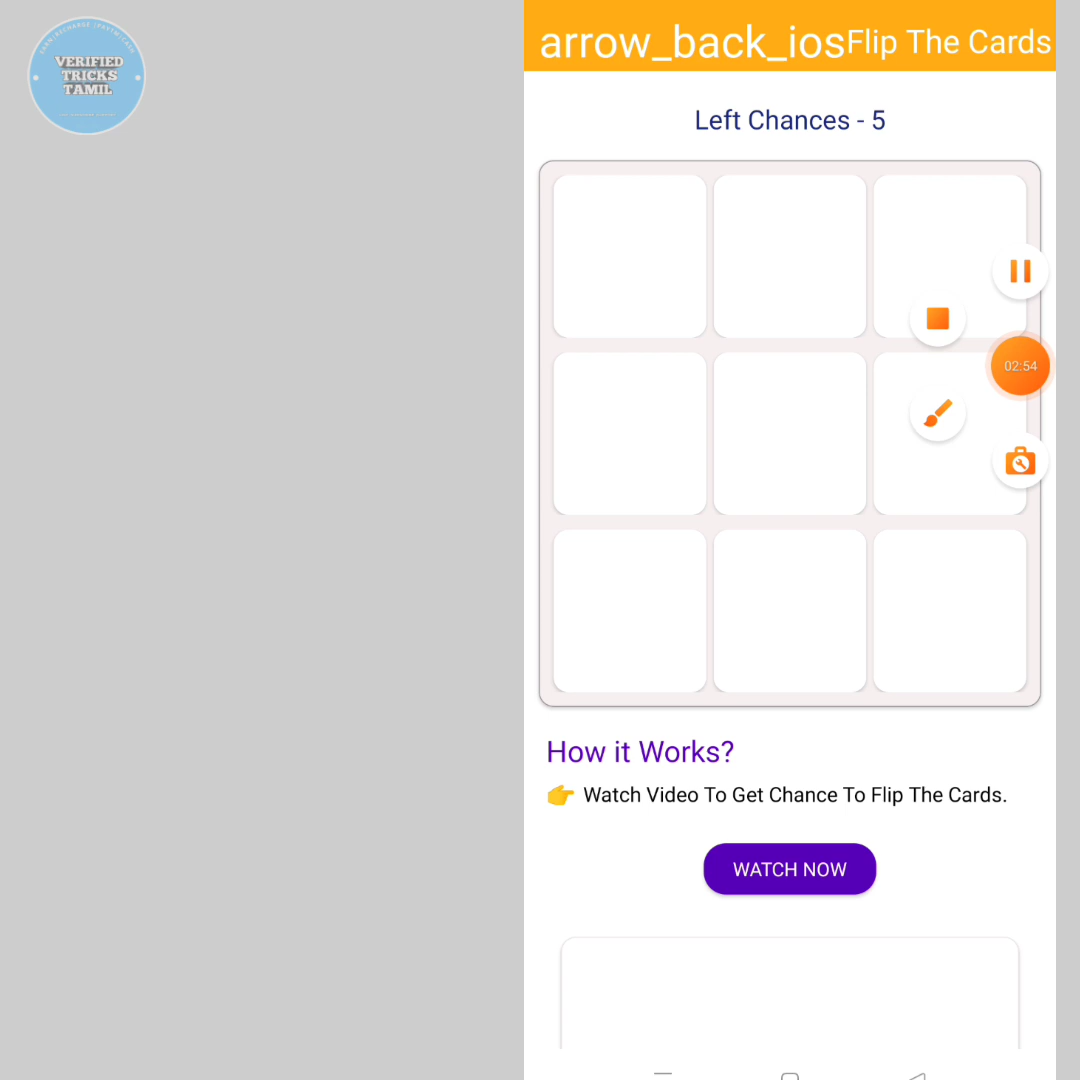 VERIFIED
TRICKS
TAMIL
arrow_back_iosFlip The Cards
Left Chances - 5
02:54
How it Works?
👉 Watch Video To Get Chance To Flip The Cards.
WATCH NOW